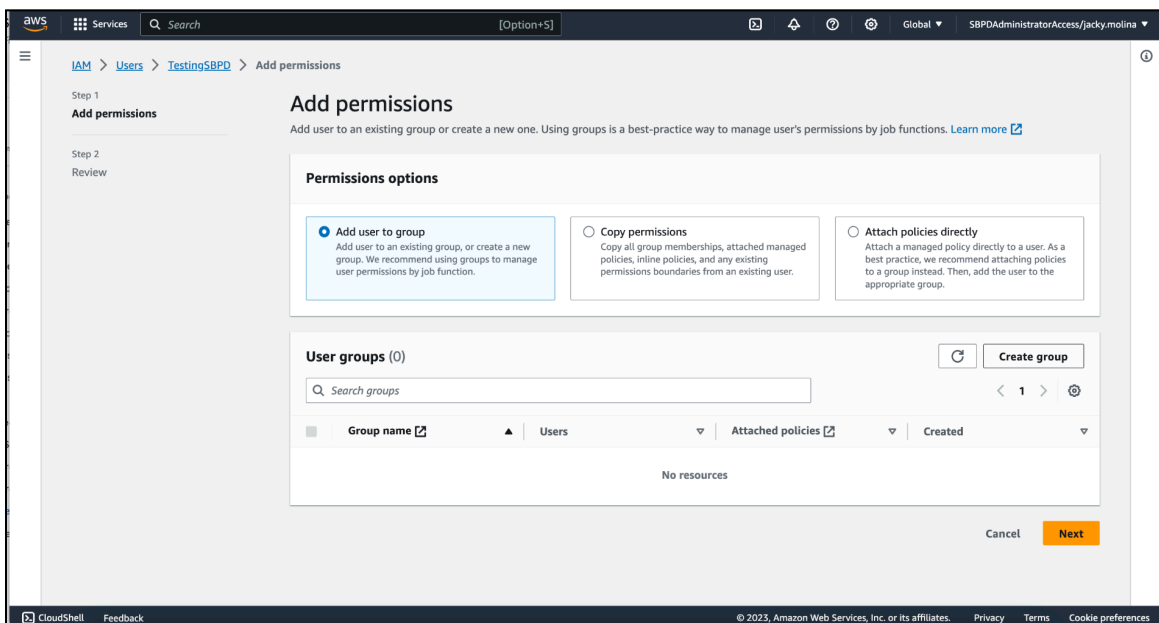 aws
Services
Search
[Option+S]
Global
SBPDAdministratorAccess/jacky.molina
IAM > Users > TestingSBPD > Add permissions
Step 1
Add permissions
Step 2
Review
Add permissions
Add user to an existing group or create a new one. Using groups is a best-practice way to manage user's permissions by job functions. Learn more
Permissions options
Add user to group
Add user to an existing group, or create a new
group. We recommend using groups to manage
user permissions by job function.
Copy permissions
Copy all group memberships, attached managed
policies, inline policies, and any existing
permissions boundaries from an existing user.
Attach policies directly
Attach a managed policy directly to a user. As a
best practice, we recommend attaching policies
to a group instead. Then, add the user to the
appropriate group.
User groups (0)
Create group
Search groups
1
Group name
Users
Attached policies
Created
No resources
Cancel
Next
CloudShell
Feedback
© 2023, Amazon Web Services, Inc. or its affiliates.
Privacy
Terms
Cookie preferences